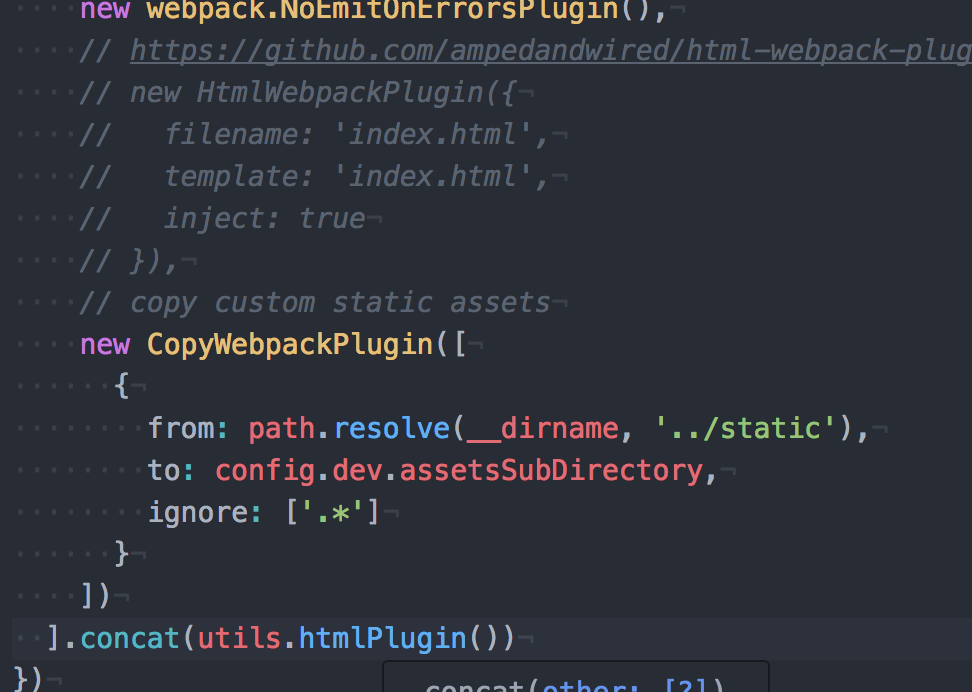 new webpack.NoEmitOnErrorsPlugin(),
// https://github.com/ampedandwired/html-webpack-plug
// new HtmlWebpackPlugin({
//   filename: 'index.html',
//   template: 'index.html',
//   inject: true
// }),
// copy custom static assets
new CopyWebpackPlugin([
{
from: path.resolve(__dirname, '../static'),
to: config.dev.assetsSubDirectory,
ignore: ['.*']
}
])
].concat(utils.htmlPlugin())
})
concat(other: [?])